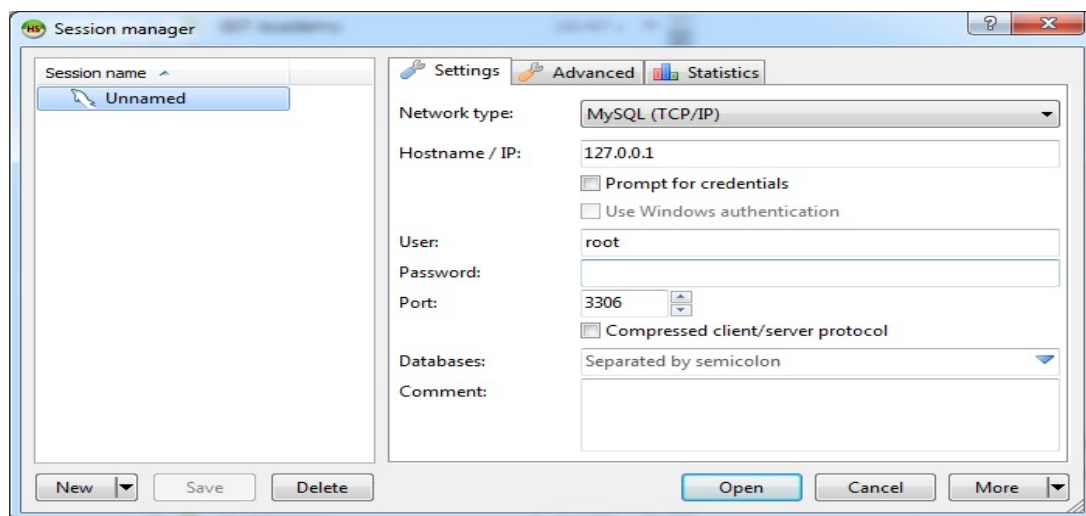 HS Session manager
Session name
Unnamed
Settings Advanced Statistics
Network type: MySQL (TCP/IP)
Hostname / IP: 127.0.0.1
Prompt for credentials
Use Windows authentication
User: root
Password:
Port: 3306
Compressed client/server protocol
Databases: Separated by semicolon
Comment:
New Save Delete Open Cancel More